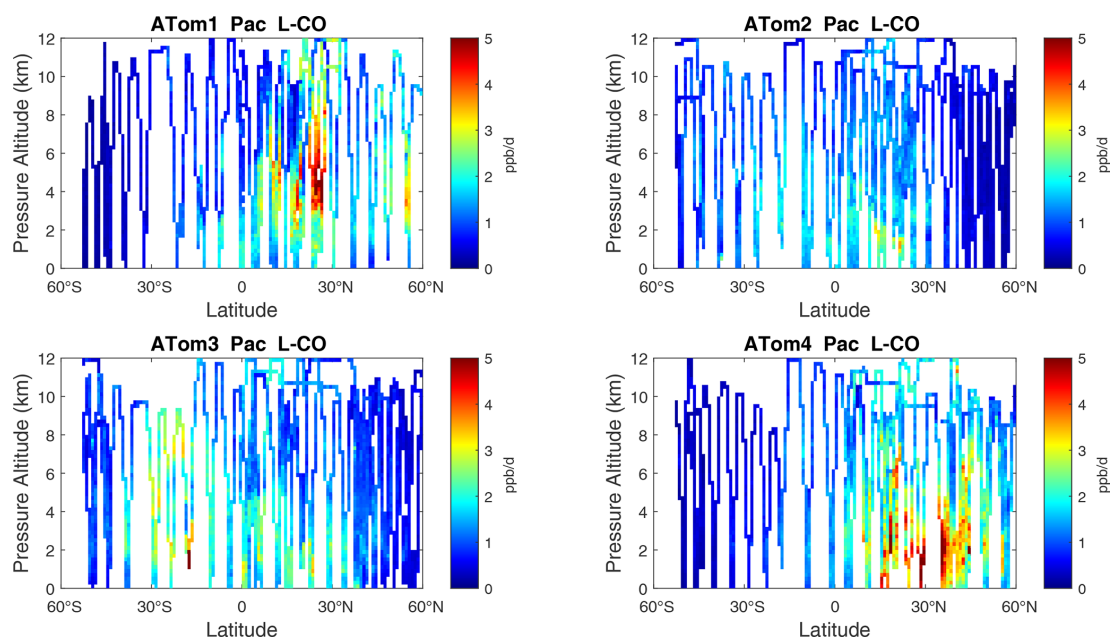 ATom1 Pac L-CO
12
10
8
6
4
2
0
Pressure Altitude (km)
60°S
30°S
0
30°N
60°N
Latitude
5
4
3
2
1
0
ppb/d
ATom2 Pac L-CO
12
10
8
6
4
2
0
Pressure Altitude (km)
60°S
30°S
0
30°N
60°N
Latitude
5
4
3
2
1
0
ppb/d
ATom3 Pac L-CO
12
10
8
6
4
2
0
Pressure Altitude (km)
60°S
30°S
0
30°N
60°N
Latitude
5
4
3
2
1
0
ppb/d
ATom4 Pac L-CO
12
10
8
6
4
2
0
Pressure Altitude (km)
60°S
30°S
0
30°N
60°N
Latitude
5
4
3
2
1
0
ppb/d